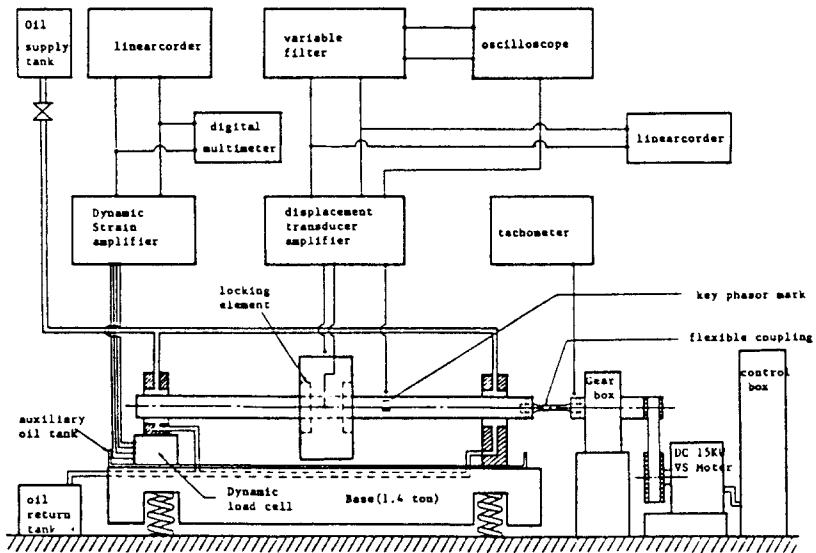 Oil
supply
tank
linearcorder
variable
filter
oscilloscope
digital
multimeter
linearcorder
Dynamic
Strain
amplifier
displacement
transducer
amplifier
tachometer
locking
element
key phasor mark
flexible coupling
Gear
box
control
box
auxiliary
oil tank
DC 15KW
VS Moter
oil
return
tank
Dynamic
load cell
Base(1.4 ton)